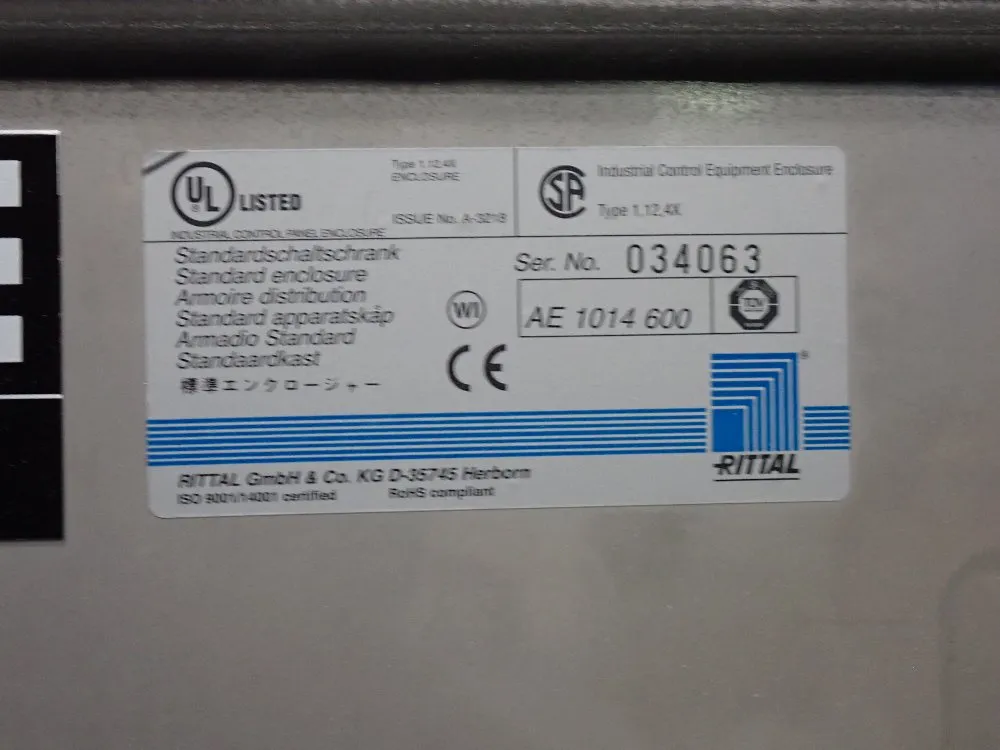 UL
LISTED
Type 1,12,4X
ENCLOSURE
ISSUE No. A-3218
INDUSTRIAL CONTROL PANEL ENCLOSURE
SA
Industrial Control Equipment Enclosure
Type 1,12,4X
Standardschaltschrank
Standard enclosure
Armoire distribution
Standard apparatskåp
Armadio Standard
Standaardkast
標準エンクロージャー
WI
CE
Ser. No. 034063
AE 1014 600
TÜV
RITTAL
RITTAL GmbH & Co. KG D-35745 Herborn
ISO 9001/14001 certified RoHS compliant